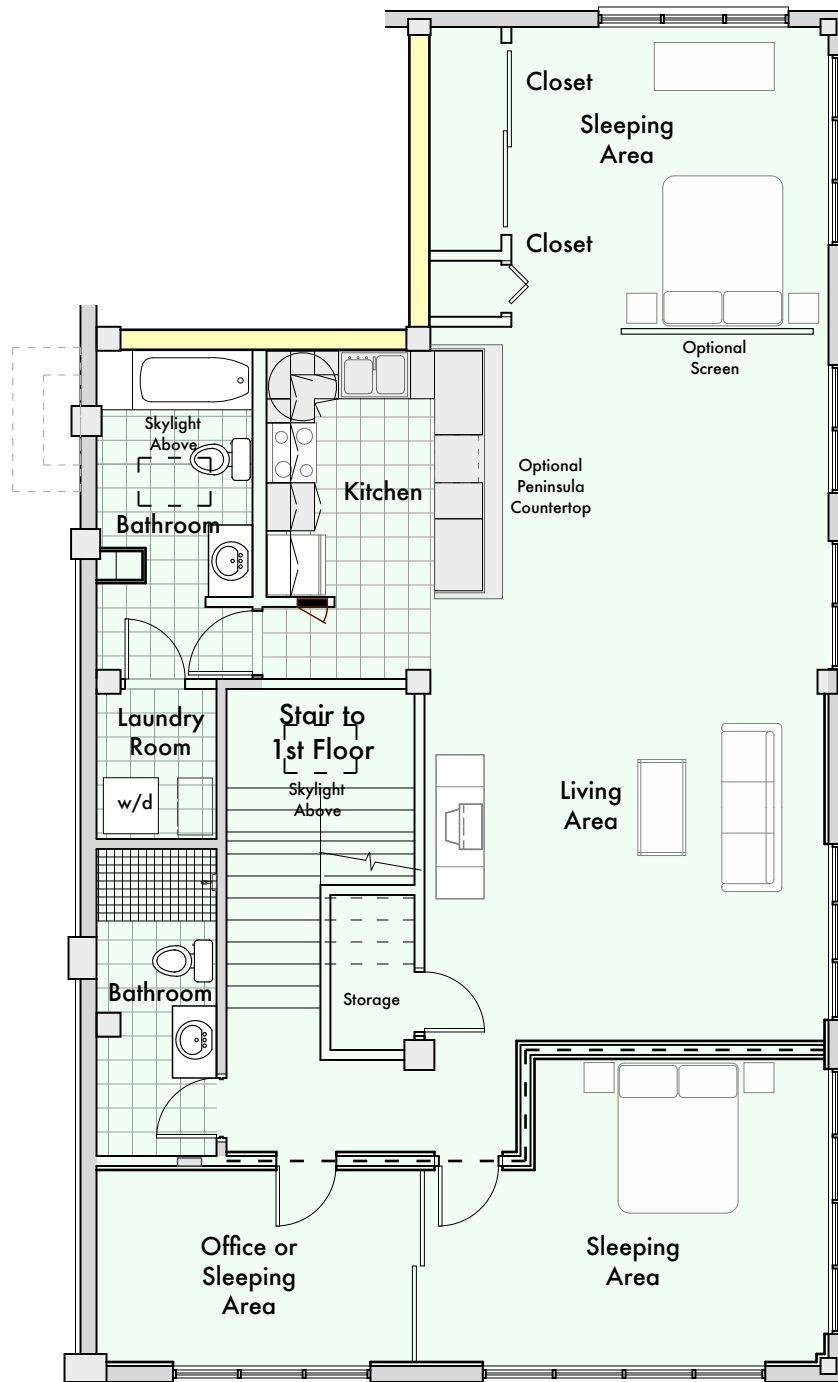 Closet
Sleeping
Area
Closet
Optional
Screen
Skylight
Above
Bathroom
Kitchen
Optional
Peninsula
Countertop
Laundry
Room
w/d
Stair to
1st Floor
Skylight
Above
Living
Area
Storage
Bathroom
Office or
Sleeping
Area
Sleeping
Area